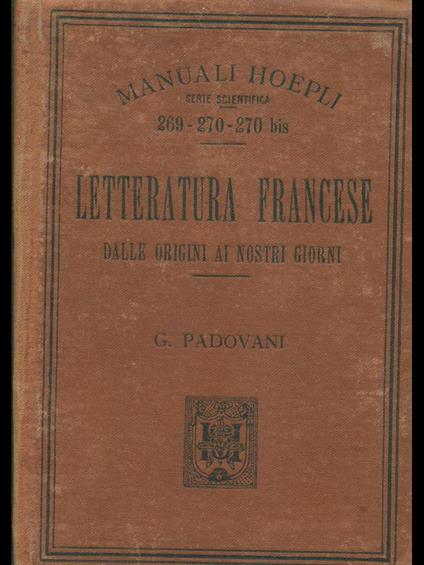 MANUALI HOEPLI
SERIE SCIENTIFICA
269-270-270 bis
LETTERATURA FRANCESE
DALLE ORIGINI AI NOSTRI GIORNI
G. PADOVANI
H